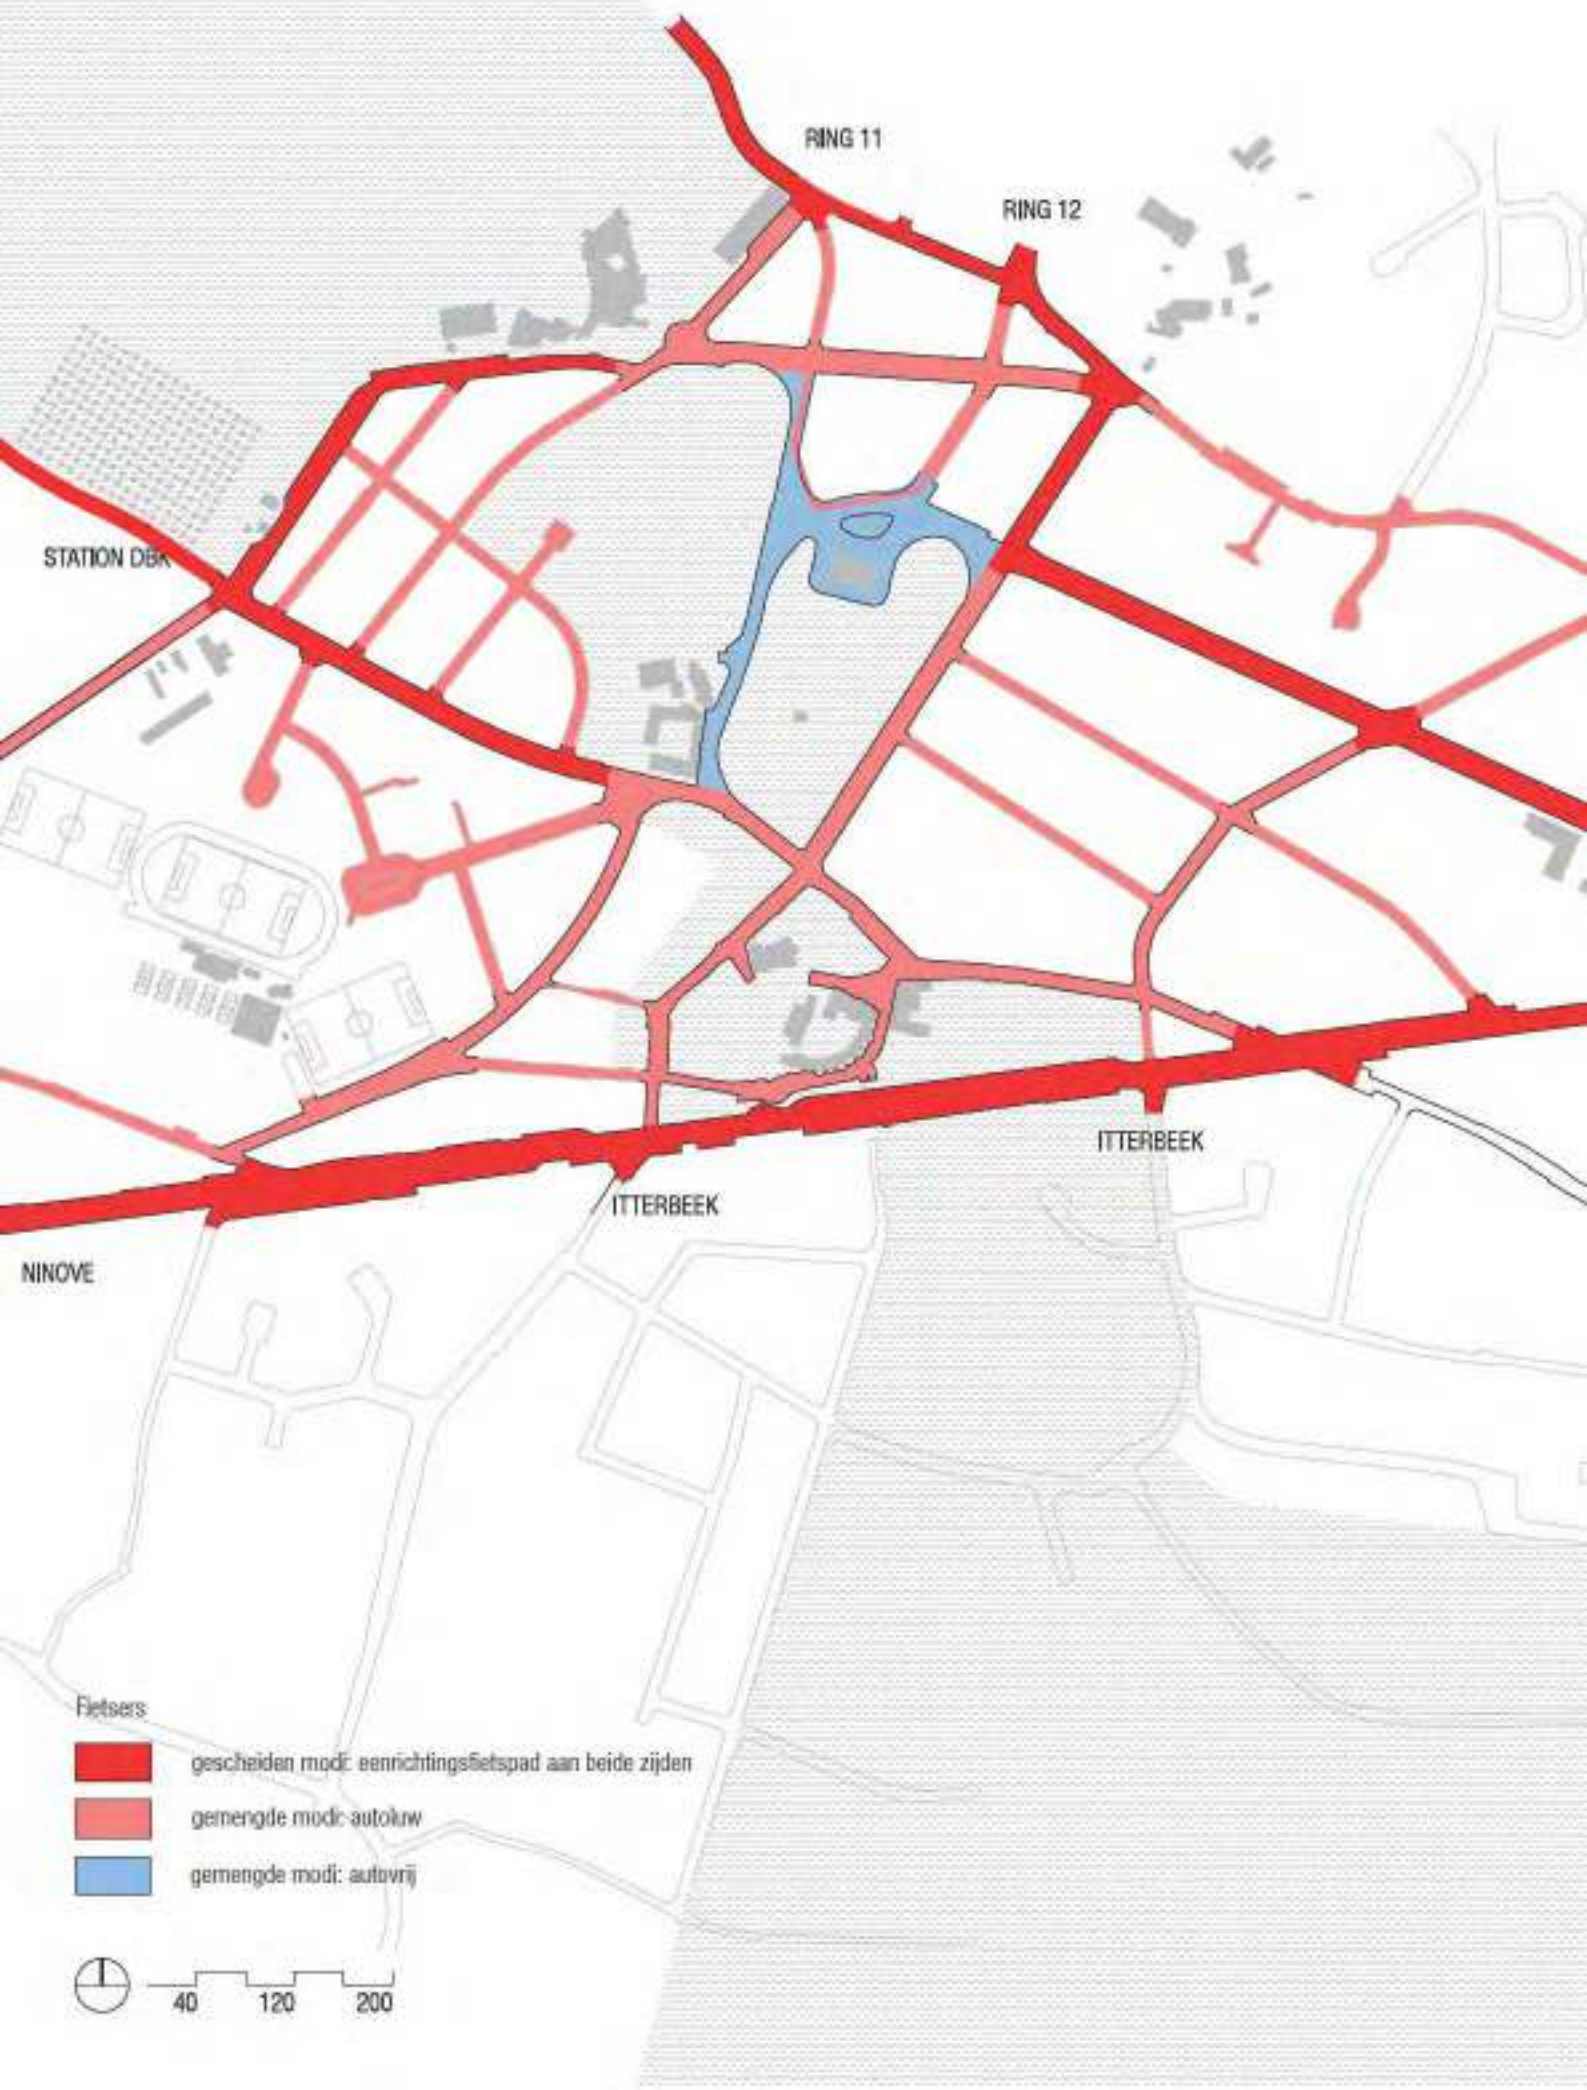 RING 11
RING 12
STATION DBK
ITTERBEEK
ITTERBEEK
NINOVE
Fietsers
gescheiden modi: eenrichtingsfietspad aan beide zijden
gemengde modi: autoluw
gemengde modi: autovrij
40 120 200